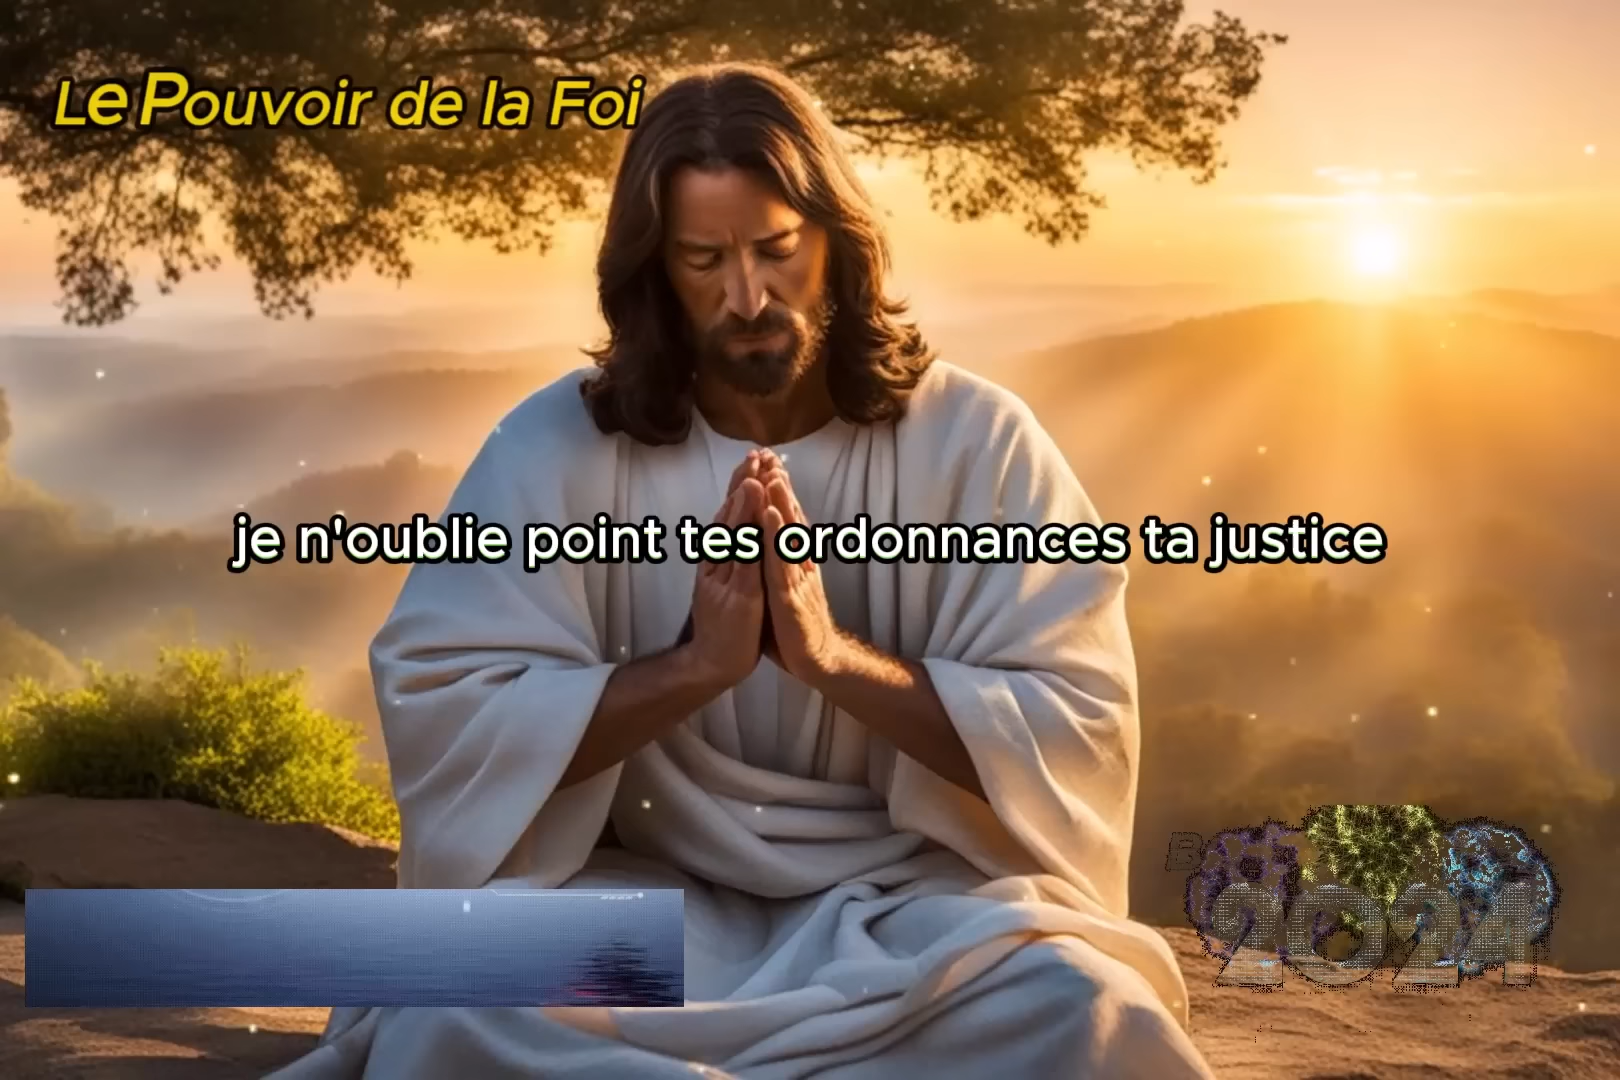 Le Pouvoir de la Foi
je n'oublie point tes ordonnances ta justice
2024